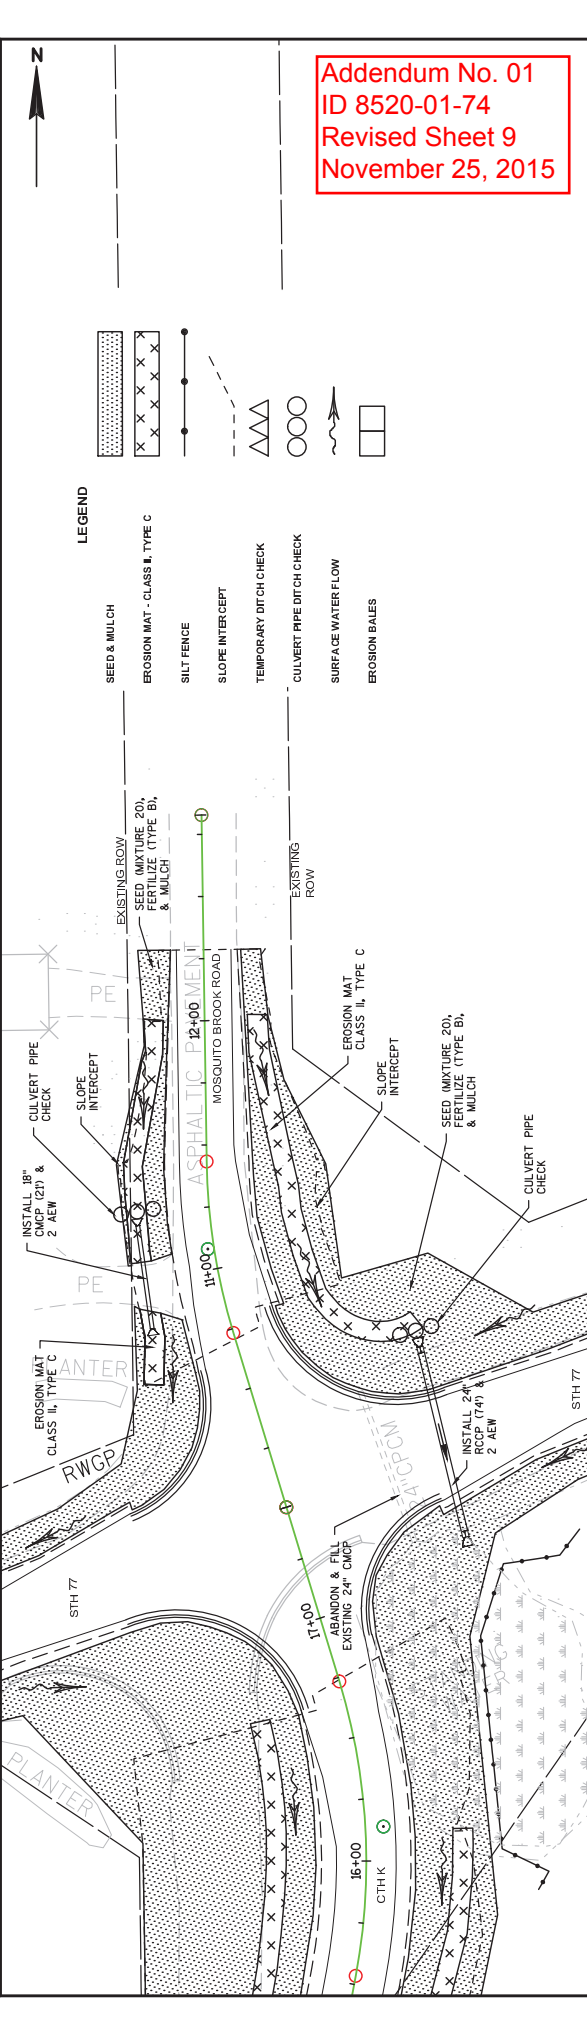 N
Addendum No. 01
ID 8520-01-74
Revised Sheet 9
November 25, 2015
LEGEND
SEED & MULCH
EROSION MAT - CLASS II, TYPE C
SILT FENCE
SLOPE INTERCEPT
TEMPORARY DITCH CHECK
CULVERT PIPE DITCH CHECK
SURFACE WATER FLOW
EROSION BALES
EXISTING ROW
SEED (MIXTURE 20),
FERTILIZE (TYPE B),
& MULCH
EXISTING
ROW
PE
ASPHALTIC PAVEMENT
12+00
MOSQUITO BROOK ROAD
EROSION MAT
CLASS II, TYPE C
CULVERT PIPE
CHECK
SLOPE
INTERCEPT
SLOPE
INTERCEPT
SEED (MIXTURE 20),
FERTILIZE (TYPE B),
& MULCH
INSTALL 18"
CMCP (21') &
2 AEW
CULVERT PIPE
CHECK
PE
11+00
EROSION MAT
CLASS II, TYPE C
PLANTER
RWGP
STH 77
INSTALL 24"
RCCP (74') &
2 AEW
24" CPCM
STH 77
ABANDON & FILL
EXISTING 24" CMCP
17+00
PLANTER
16+00
CTH K